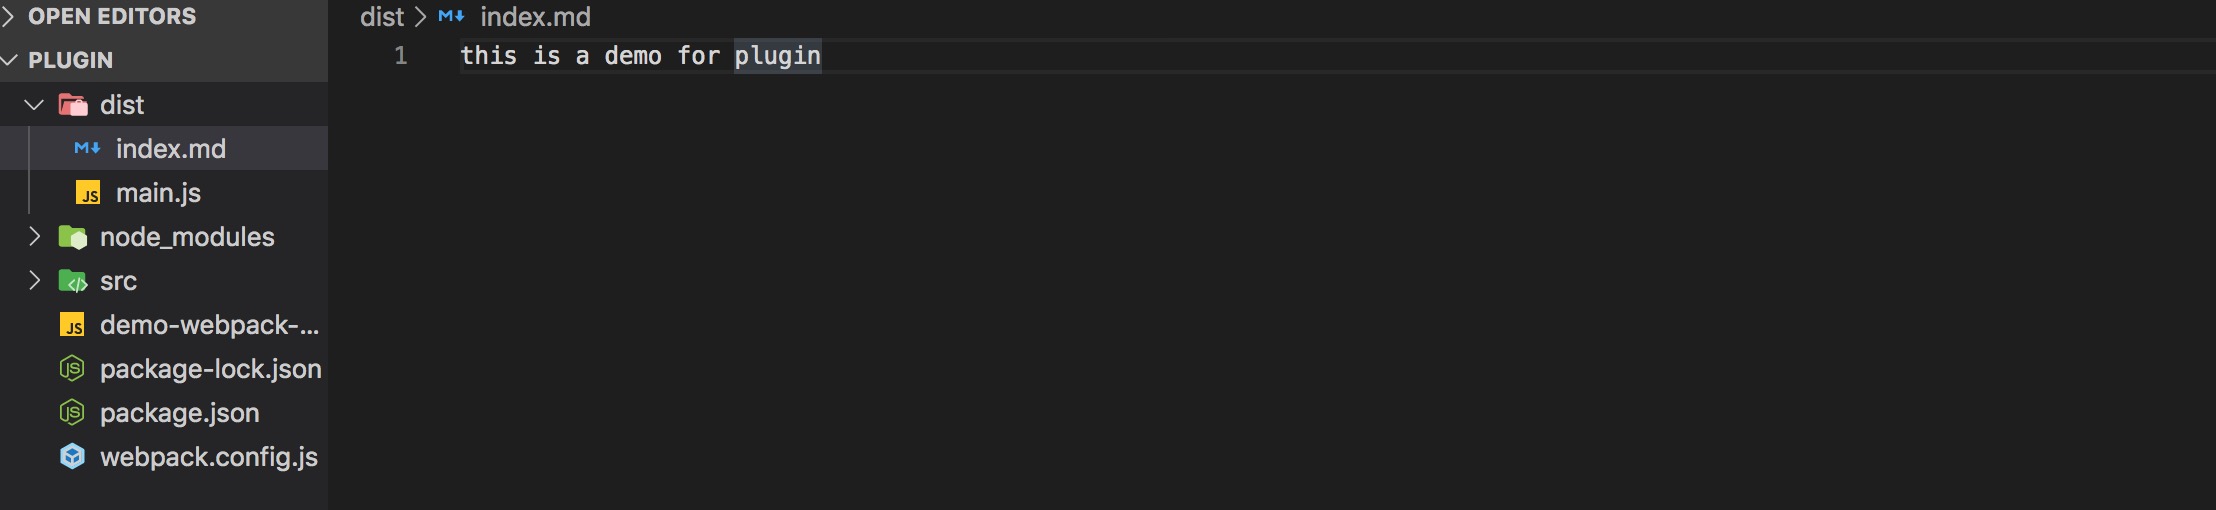 OPEN EDITORS
PLUGIN
dist
index.md
main.js
node_modules
src
demo-webpack-...
package-lock.json
package.json
webpack.config.js
dist > index.md
1 this is a demo for plugin